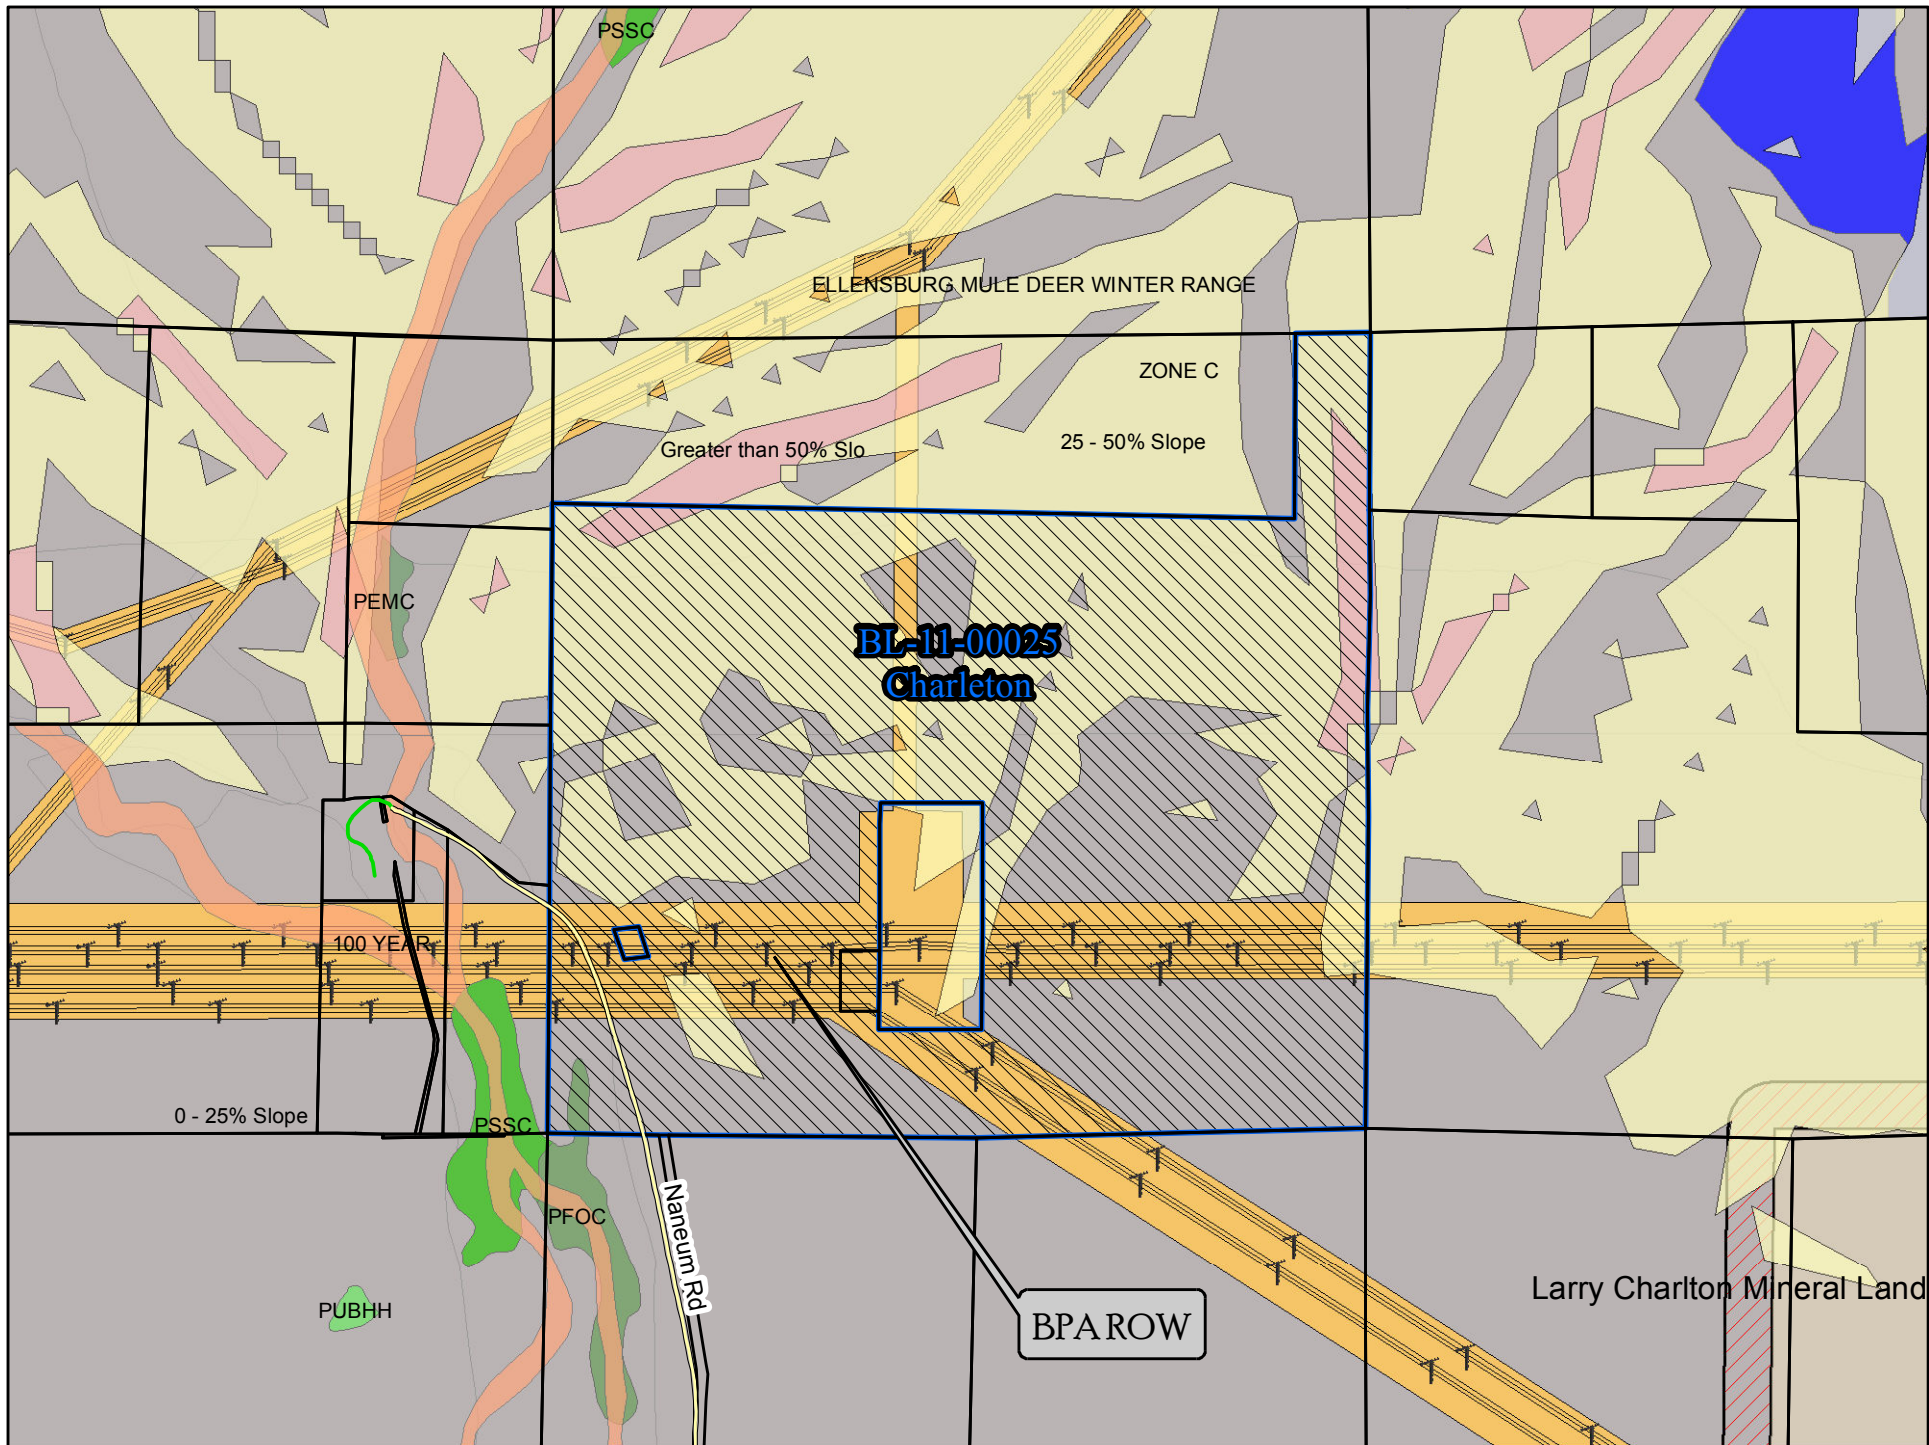 PSSC
ELLENSBURG MULE DEER WINTER RANGE
ZONE C
Greater than 50% Slo
25 - 50% Slope
PEMC
BL-11-00025
Charleton
100 YEAR
0 - 25% Slope
PSSC
PFOC
Naneum Rd
PUBHH
Larry Charlton Mineral Land
BPA ROW